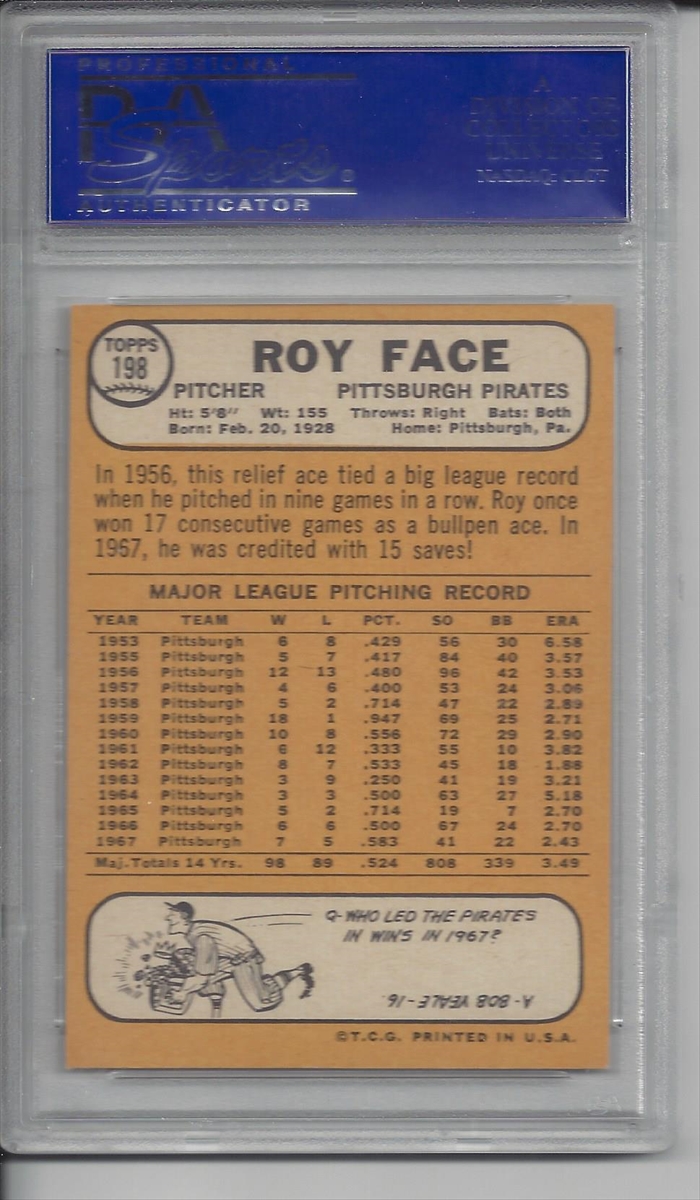 PROFESSIONAL
PSA
Sports®
AUTHENTICATOR
A
DIVISION OF
COLLECTORS
UNIVERSE
NASDAQ: CLCT
TOPPS
198
ROY FACE
PITCHER PITTSBURGH PIRATES
Ht: 5'8" Wt: 155 Throws: Right Bats: Both
Born: Feb. 20, 1928 Home: Pittsburgh, Pa.
In 1956, this relief ace tied a big league record
when he pitched in nine games in a row. Roy once
won 17 consecutive games as a bullpen ace. In
1967, he was credited with 15 saves!
MAJOR LEAGUE PITCHING RECORD
YEAR TEAM W L PCT. SO BB ERA
1953 Pittsburgh 6 8 .429 56 30 6.58
1955 Pittsburgh 5 7 .417 84 40 3.57
1956 Pittsburgh 12 13 .480 96 42 3.53
1957 Pittsburgh 4 6 .400 53 24 3.06
1958 Pittsburgh 5 2 .714 47 22 2.89
1959 Pittsburgh 18 1 .947 69 25 2.71
1960 Pittsburgh 10 8 .556 72 29 2.90
1961 Pittsburgh 6 12 .333 55 10 3.82
1962 Pittsburgh 8 7 .533 45 18 1.88
1963 Pittsburgh 3 9 .250 41 19 3.21
1964 Pittsburgh 3 3 .500 63 27 5.18
1965 Pittsburgh 5 2 .714 19 7 2.70
1966 Pittsburgh 6 6 .500 67 24 2.70
1967 Pittsburgh 7 5 .583 41 22 2.43
Maj. Totals 14 Yrs. 98 89 .524 808 339 3.49
Q-WHO LED THE PIRATES
IN WINS IN 1967?
A-BOB VEALE-16.
©T.C.G. PRINTED IN U.S.A.